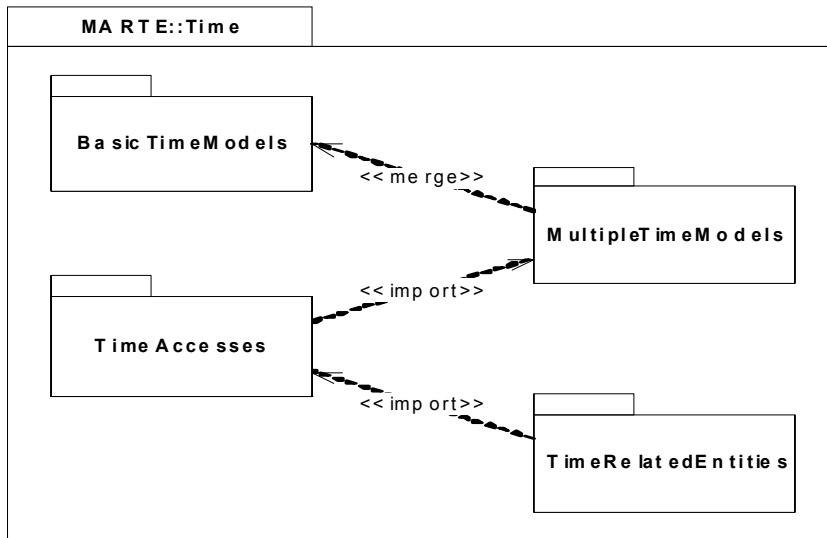 MARTE::Time
BasicTimeModels
<<merge>>
MultipleTimeModels
<<import>>
TimeAccesses
<<import>>
TimeRelatedEntities